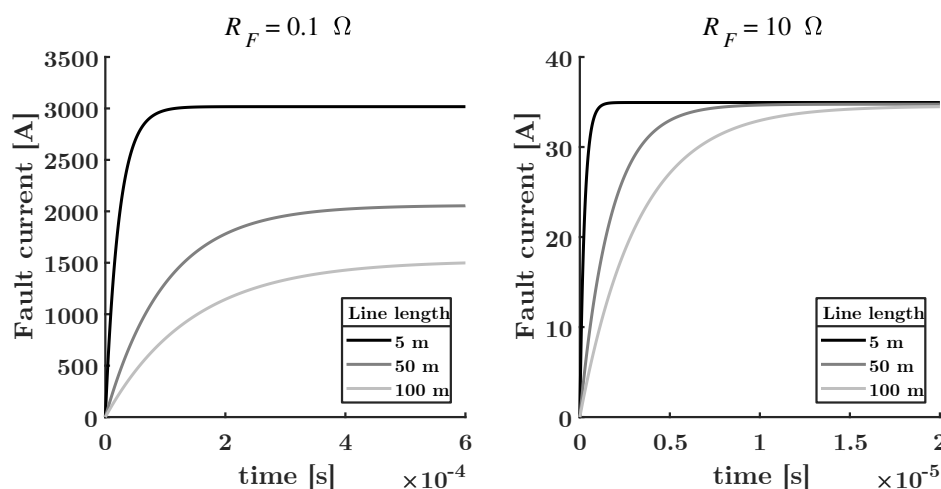 R_F = 0.1 Ω
Fault current [A]
3500
3000
2500
2000
1500
1000
500
0
0
2
4
6
time [s]
×10⁻⁴
Line length
5 m
50 m
100 m
R_F = 10 Ω
Fault current [A]
40
30
20
10
0
0
0.5
1
1.5
2
time [s]
×10⁻⁵
Line length
5 m
50 m
100 m